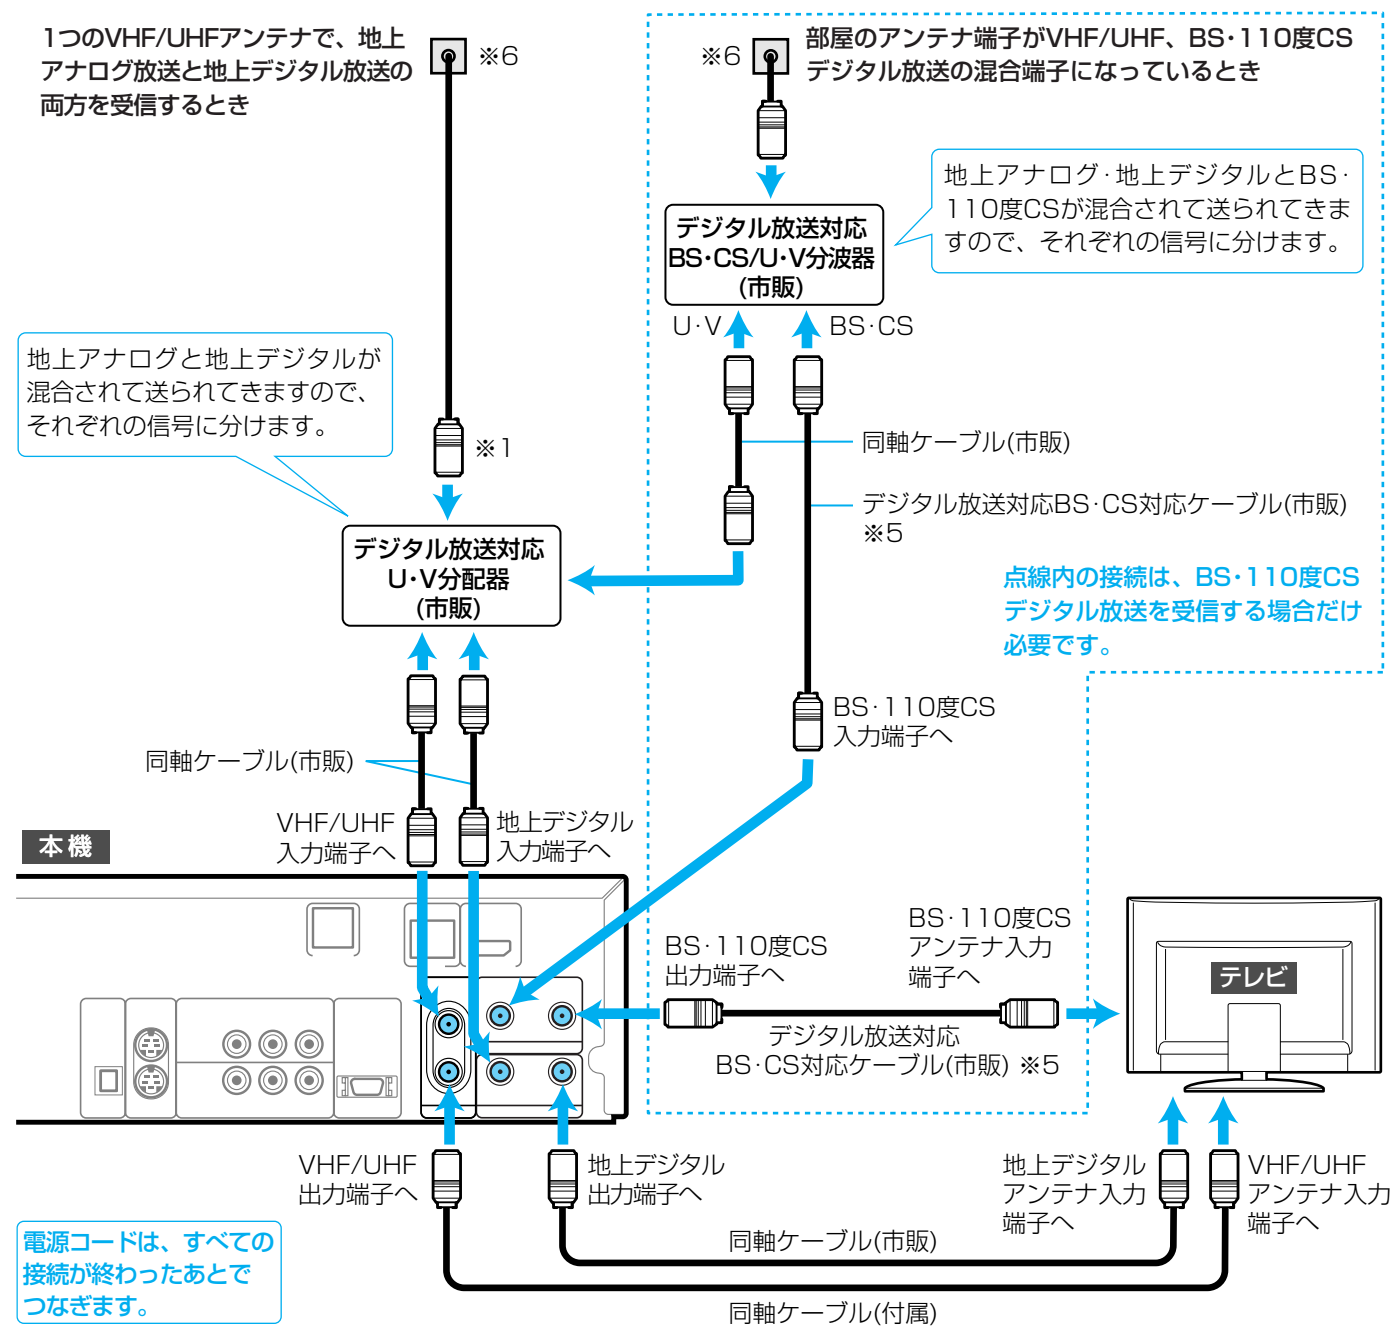 1つのVHF/UHFアンテナで、地上
アナログ放送と地上デジタル放送の
両方を受信するとき
※6
※6
部屋のアンテナ端子がVHF/UHF、BS·110度CS
デジタル放送の混合端子になっているとき
地上アナログ·地上デジタルとBS·
110度CSが混合されて送られてきま
すので、それぞれの信号に分けます。
デジタル放送対応
BS·CS/U·V分波器
(市販)
U·V
BS·CS
地上アナログと地上デジタルが
混合されて送られてきますので、
それぞれの信号に分けます。
※1
同軸ケーブル(市販)
デジタル放送対応BS·CS対応ケーブル(市販)
※5
デジタル放送対応
U·V分配器
(市販)
点線内の接続は、BS·110度CS
デジタル放送を受信する場合だけ
必要です。
BS·110度CS
入力端子へ
同軸ケーブル(市販)
VHF/UHF
入力端子へ
地上デジタル
入力端子へ
本機
BS·110度CS
出力端子へ
BS·110度CS
アンテナ入力
端子へ
テレビ
デジタル放送対応
BS·CS対応ケーブル(市販) ※5
VHF/UHF
出力端子へ
地上デジタル
出力端子へ
地上デジタル
アンテナ入力
端子へ
VHF/UHF
アンテナ入力
端子へ
電源コードは、すべての
接続が終わったあとで
つなぎます。
同軸ケーブル(市販)
同軸ケーブル(付属)